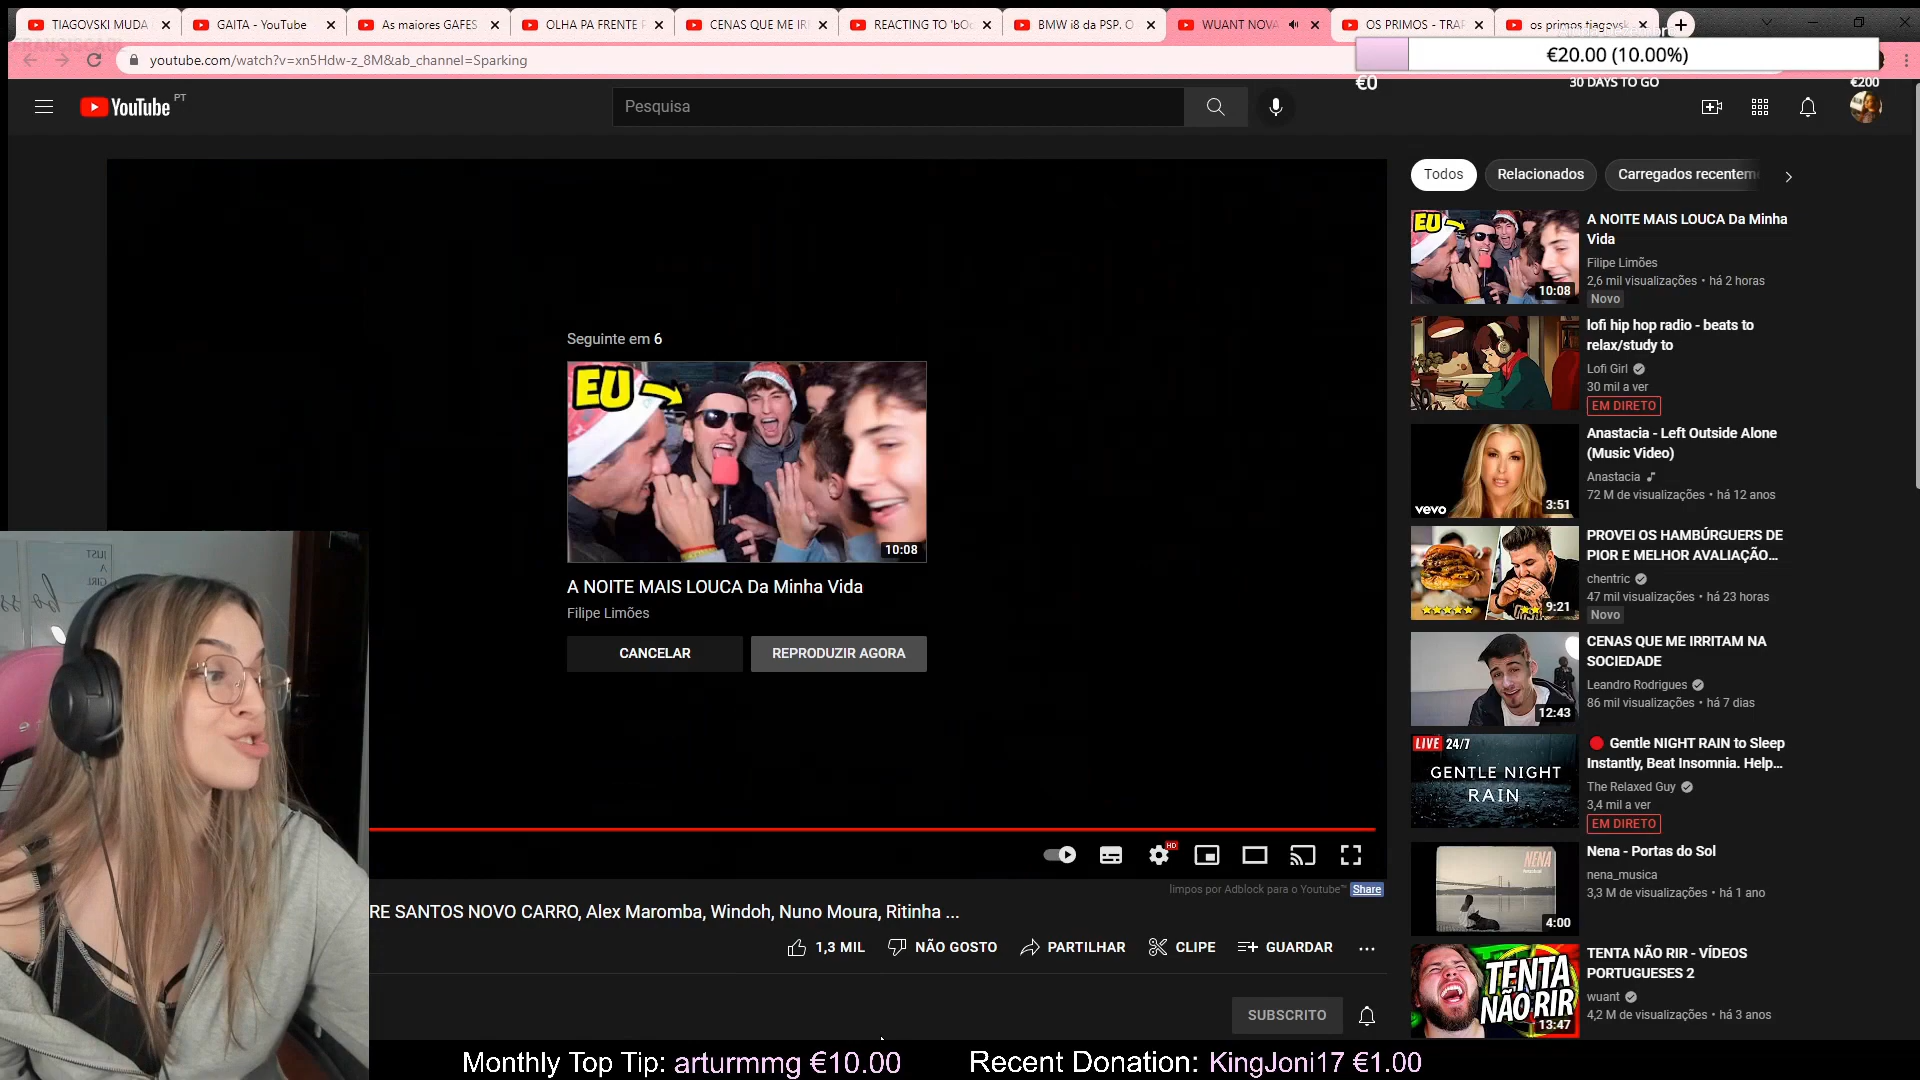 TIAGOVSKI MUDA
GAITA - YouTube
As maiores GAFES
OLHA PA FRENTE
CENAS QUE ME IR
REACTING TO 'bO
BMW i8 da PSP. O
WUANT NOVA
OS PRIMOS - TRAP
os primos tiagovsk
youtube.com/watch?v=xn5Hdw-z_8M&ab_channel=Sparking
€20.00 (10.00%)
€0
30 DAYS TO GO
€200
YouTube PT
Pesquisa
Todos
Relacionados
Carregados recenteme
Seguinte em 6
EU
10:08
A NOITE MAIS LOUCA Da Minha Vida
Filipe Limões
CANCELAR
REPRODUZIR AGORA
EU
10:08
A NOITE MAIS LOUCA Da Minha
Vida
Filipe Limões
2,6 mil visualizações • há 2 horas
Novo
lofi hip hop radio - beats to
relax/study to
Lofi Girl
30 mil a ver
EM DIRETO
vevo
3:51
Anastacia - Left Outside Alone
(Music Video)
Anastacia
72 M de visualizações • há 12 anos
9:21
PROVEI OS HAMBÚRGUERS DE
PIOR E MELHOR AVALIAÇÃO...
chentric
47 mil visualizações • há 23 horas
Novo
12:43
CENAS QUE ME IRRITAM NA
SOCIEDADE
Leandro Rodrigues
86 mil visualizações • há 7 dias
LIVE 24/7
GENTLE NIGHT
RAIN
Gentle NIGHT RAIN to Sleep
Instantly, Beat Insomnia. Help...
The Relaxed Guy
3,4 mil a ver
EM DIRETO
NENA
4:00
Nena - Portas do Sol
nena_musica
3,3 M de visualizações • há 1 ano
TENTA
NÃO RIR
13:47
TENTA NÃO RIR - VÍDEOS
PORTUGUESES 2
wuant
4,2 M de visualizações • há 3 anos
JUST
A
GIRL
HD
limpos por Adblock para o Youtube™ Share
RE SANTOS NOVO CARRO, Alex Maromba, Windoh, Nuno Moura, Ritinha ...
1,3 MIL
NÃO GOSTO
PARTILHAR
CLIPE
GUARDAR
SUBSCRITO
Monthly Top Tip: arturmmg €10.00
Recent Donation: KingJoni17 €1.00